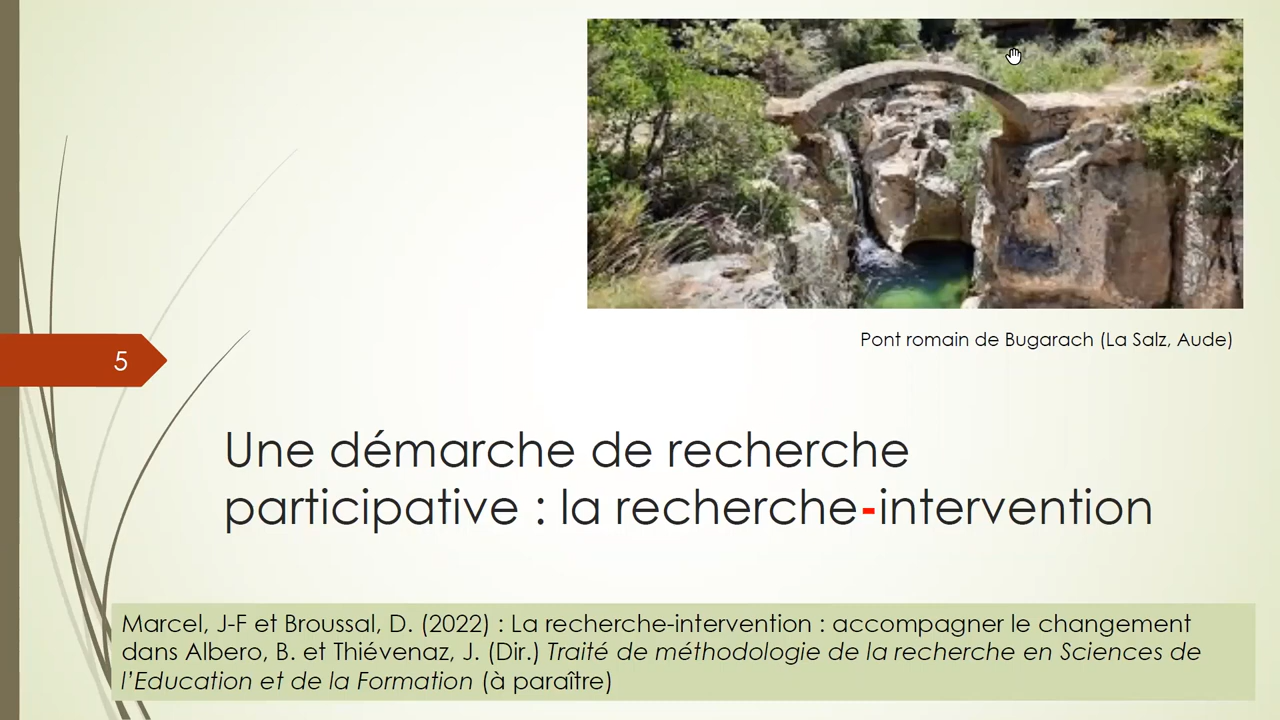 Pont romain de Bugarach (La Salz, Aude)
5
Une démarche de recherche
participative : la recherche-intervention
Marcel, J-F et Broussal, D. (2022) : La recherche-intervention : accompagner le changement
dans Albero, B. et Thiévenaz, J. (Dir.) Traité de méthodologie de la recherche en Sciences de
l’Education et de la Formation (à paraître)